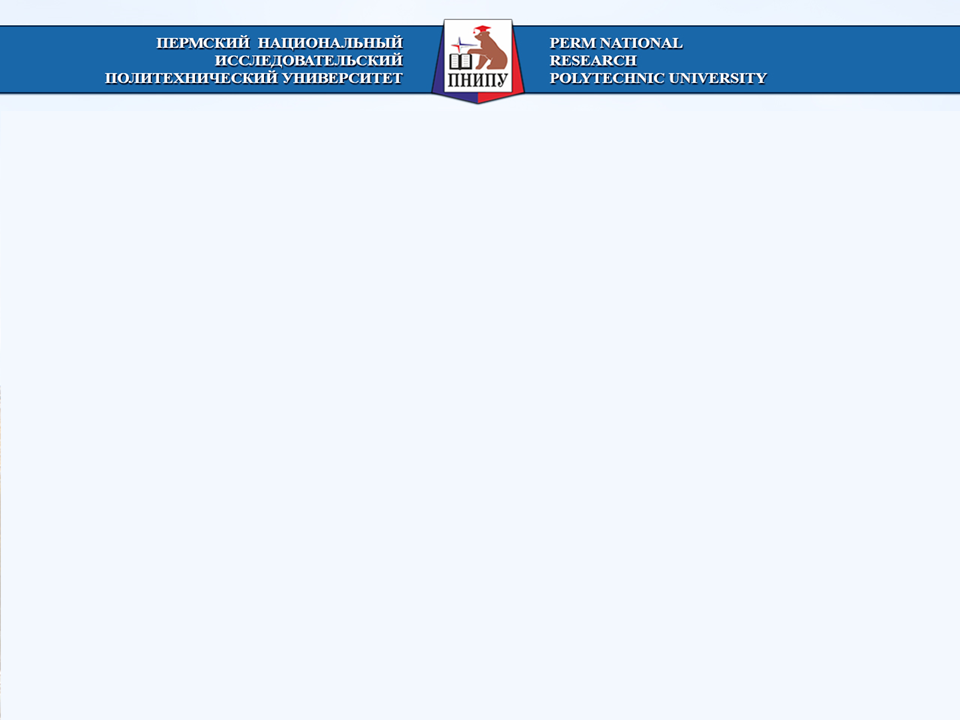 ПЕРМСКИЙ НАЦИОНАЛЬНЫЙ
ИССЛЕДОВАТЕЛЬСКИЙ
ПОЛИТЕХНИЧЕСКИЙ УНИВЕРСИТЕТ
ПНИПУ
PERM NATIONAL
RESEARCH
POLYTECHNIC UNIVERSITY